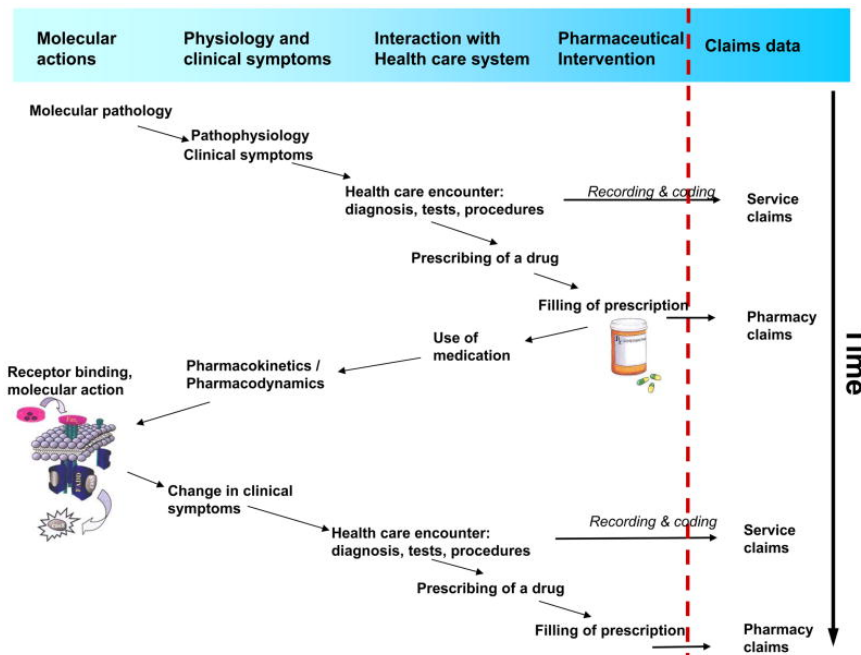 Molecular
actions
Physiology and
clinical symptoms
Interaction with
Health care system
Pharmaceutical
Intervention
Claims data
Molecular pathology
Pathophysiology
Clinical symptoms
Health care encounter:
diagnosis, tests, procedures
Recording & coding
Service
claims
Prescribing of a drug
Filling of prescription
Pharmacy
claims
Use of
medication
Pharmacokinetics /
Pharmacodynamics
Receptor binding,
molecular action
FADD
Time
Change in clinical
symptoms
Health care encounter:
diagnosis, tests, procedures
Recording & coding
Service
claims
Prescribing of a drug
Filling of prescription
Pharmacy
claims